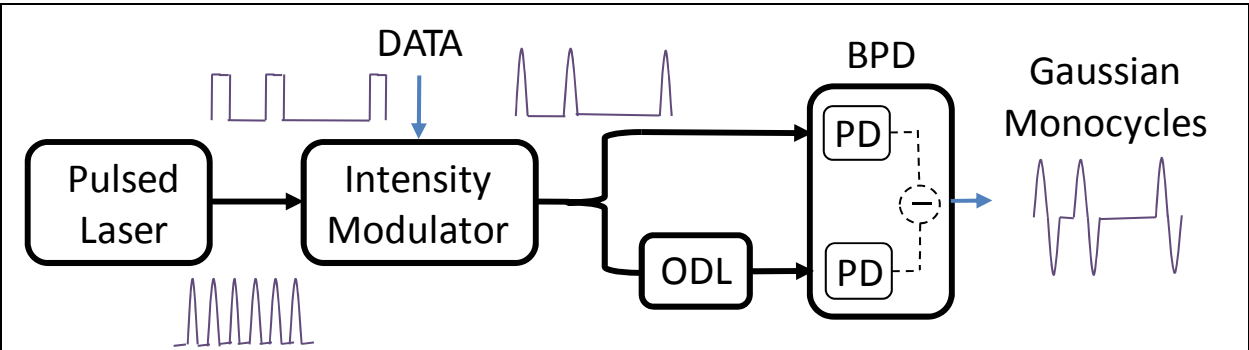 DATA
BPD
Gaussian
Monocycles
PD
Pulsed
Laser
Intensity
Modulator
ODL
PD